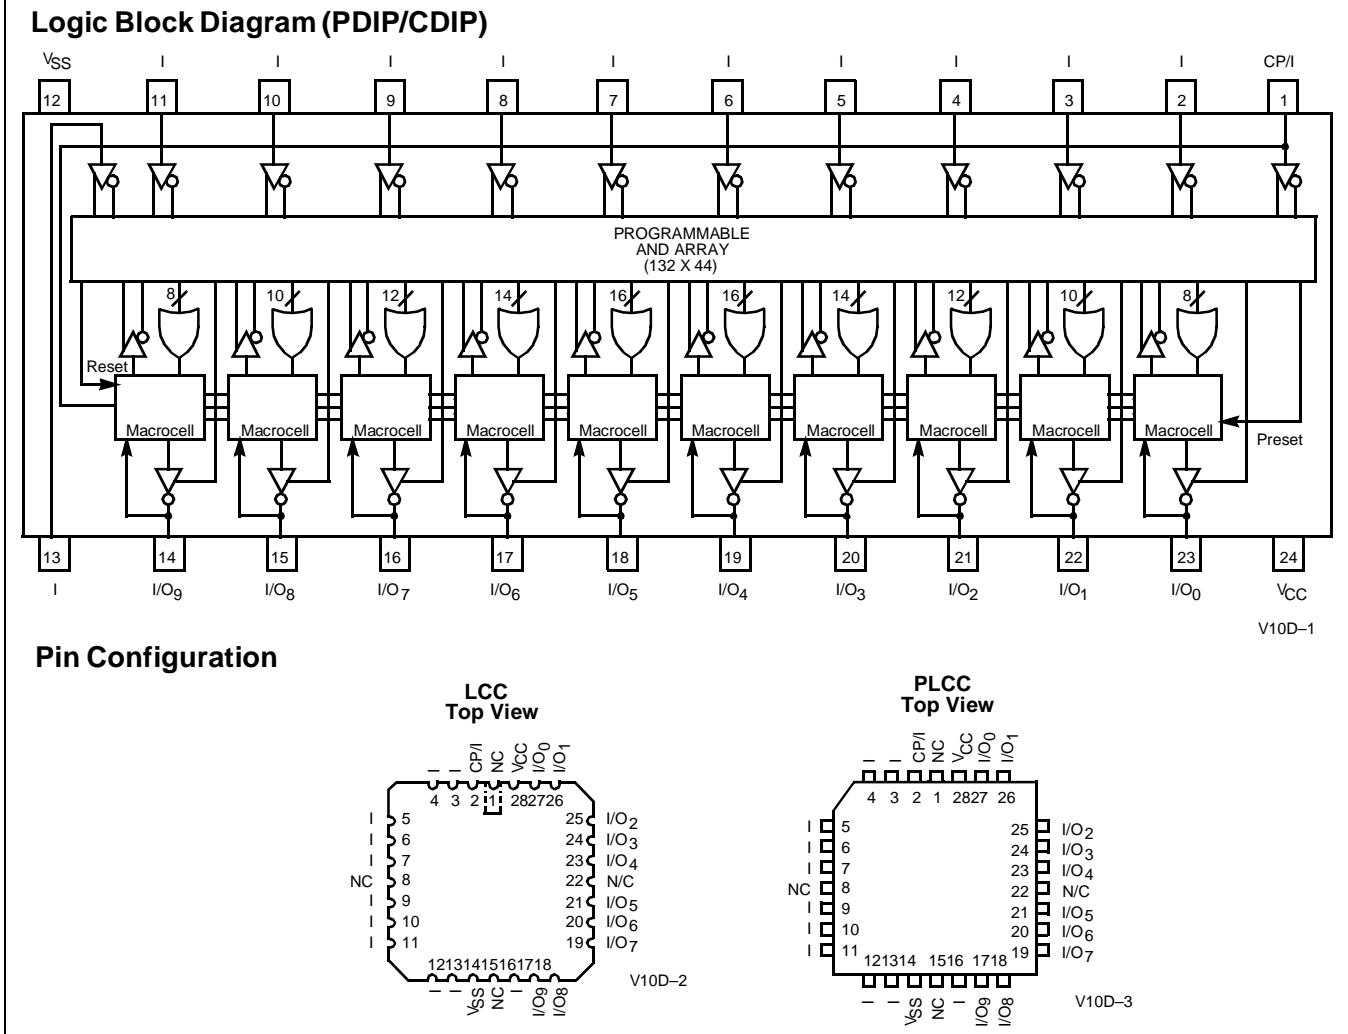 Logic Block Diagram (PDIP/CDIP)
VSS I I I I I I I I I I CP/I
12 11 10 9 8 7 6 5 4 3 2 1
PROGRAMMABLE
AND ARRAY
(132 X 44)
8 10 12 14 16 16 14 12 10 8
Reset
Macrocell Macrocell Macrocell Macrocell Macrocell Macrocell Macrocell Macrocell Macrocell Macrocell
Preset
13 14 15 16 17 18 19 20 21 22 23 24
I I/O9 I/O8 I/O7 I/O6 I/O5 I/O4 I/O3 I/O2 I/O1 I/O0 VCC
V10D–1
Pin Configuration
LCC
Top View
I I CP/I NC VCC I/O0 I/O1
4 3 2 1 28 27 26
I 5 25 I/O2
I 6 24 I/O3
I 7 23 I/O4
NC 8 22 N/C
I 9 21 I/O5
I 10 20 I/O6
I 11 19 I/O7
12 13 14 15 16 17 18
I I VSS NC I I/O9 I/O8
V10D–2
PLCC
Top View
I I CP/I NC VCC I/O0 I/O1
4 3 2 1 28 27 26
I 5 25 I/O2
I 6 24 I/O3
I 7 23 I/O4
NC 8 22 N/C
I 9 21 I/O5
I 10 20 I/O6
I 11 19 I/O7
12 13 14 15 16 17 18
I I VSS NC I I/O9 I/O8
V10D–3